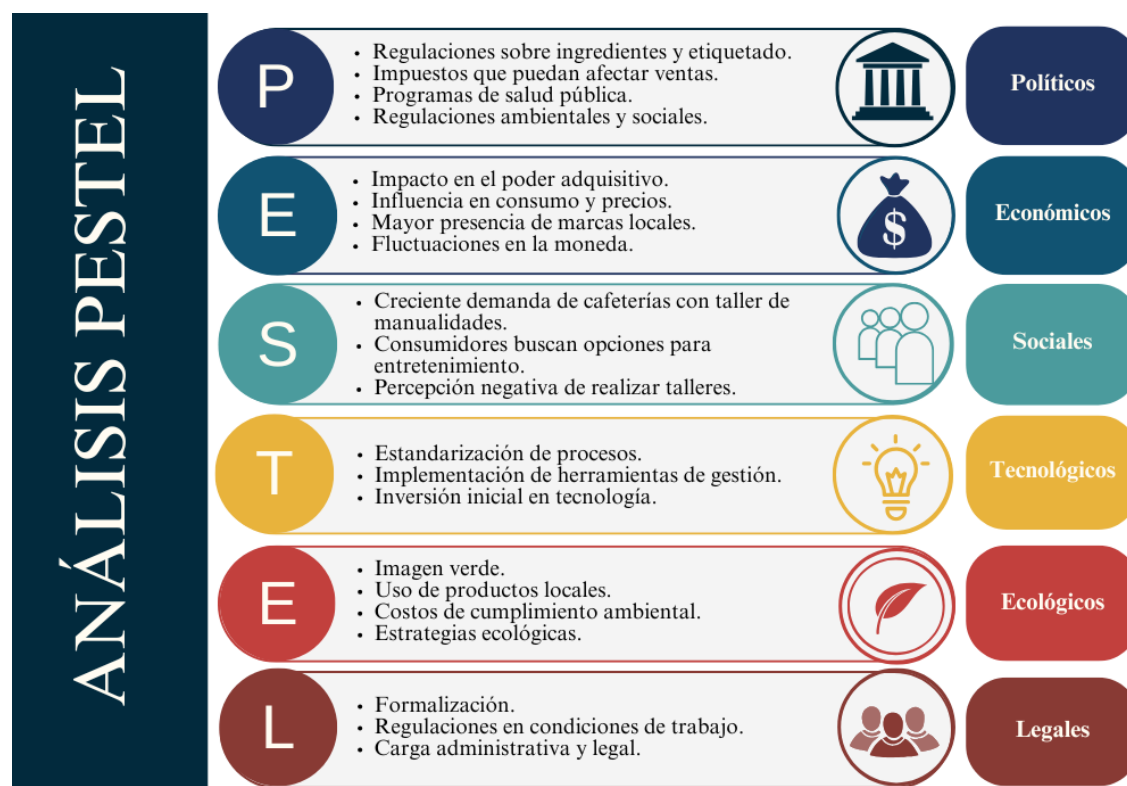 ANÁLISIS PESTEL
P
• Regulaciones sobre ingredientes y etiquetado.
• Impuestos que puedan afectar ventas.
• Programas de salud pública.
• Regulaciones ambientales y sociales.
Políticos
E
• Impacto en el poder adquisitivo.
• Influencia en consumo y precios.
• Mayor presencia de marcas locales.
• Fluctuaciones en la moneda.
$
Económicos
S
• Creciente demanda de cafeterías con taller de
manualidades.
• Consumidores buscan opciones para
entretenimiento.
• Percepción negativa de realizar talleres.
Sociales
T
• Estandarización de procesos.
• Implementación de herramientas de gestión.
• Inversión inicial en tecnología.
Tecnológicos
E
• Imagen verde.
• Uso de productos locales.
• Costos de cumplimiento ambiental.
• Estrategias ecológicas.
Ecológicos
L
• Formalización.
• Regulaciones en condiciones de trabajo.
• Carga administrativa y legal.
Legales